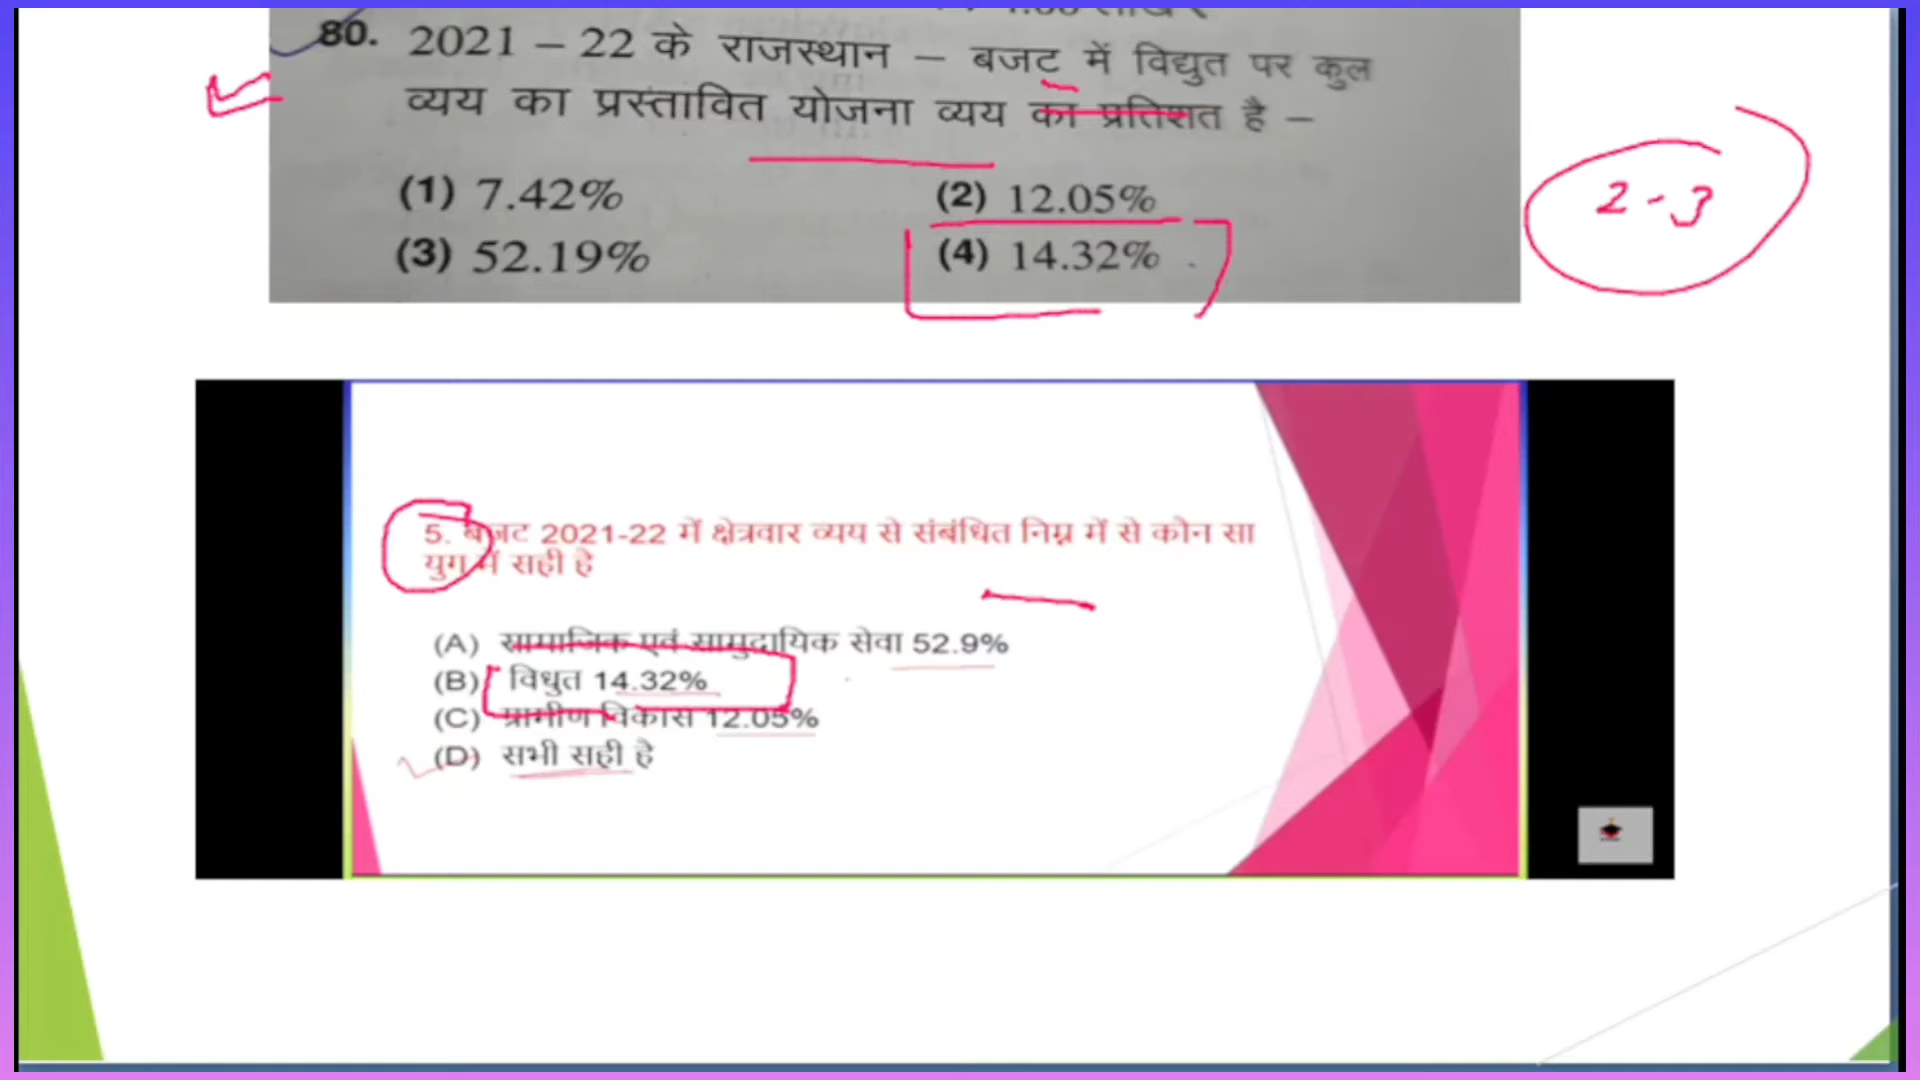 80. 2021 – 22 के राजस्थान – बजट में विद्युत पर कुल
व्यय का प्रस्तावित योजना व्यय का प्रतिशत है –
(1) 7.42% (2) 12.05%
(3) 52.19% (4) 14.32%
2-3
5. बजट 2021-22 में क्षेत्रवार व्यय से संबंधित निम्न में से कोन सा
युग में सही है
(A) सामाजिक एवं सामुदायिक सेवा 52.9%
(B) विधुत 14.32%
(C) ग्रामीण विकास 12.05%
(D) सभी सही है